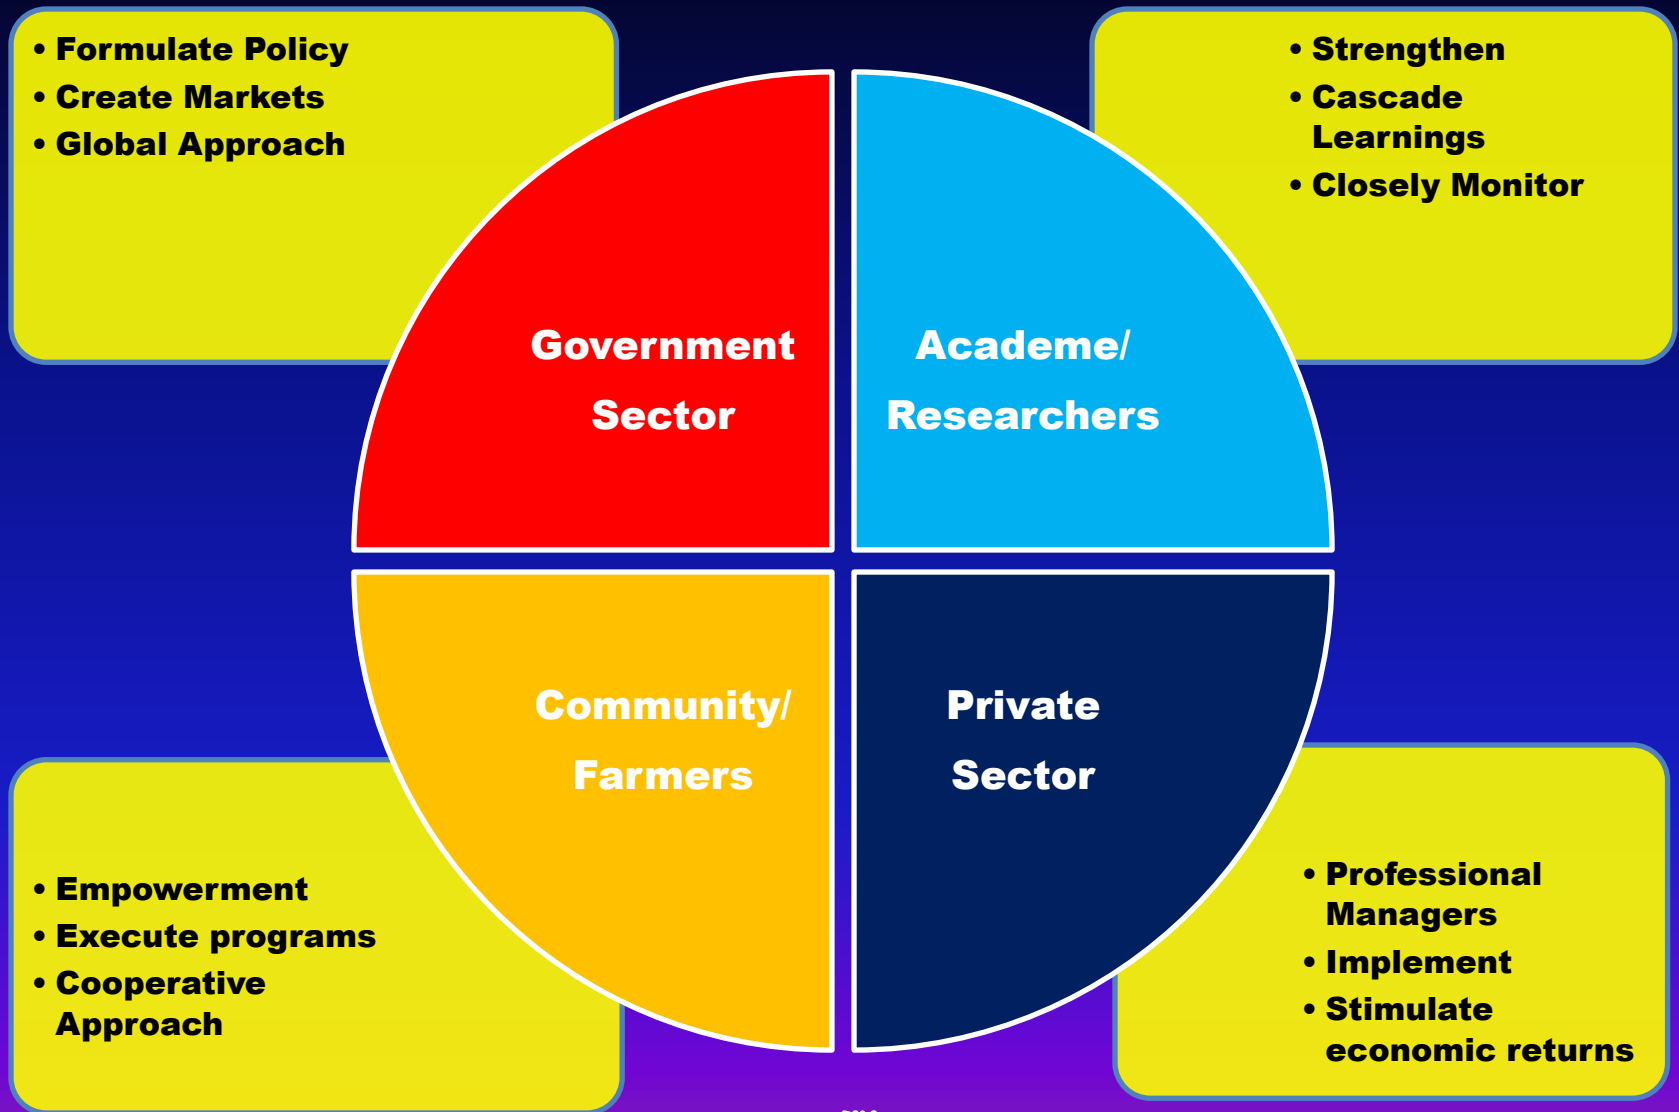 • Formulate Policy
• Create Markets
• Global Approach
• Strengthen
• Cascade
Learnings
• Closely Monitor
Government
Sector
Academe/
Researchers
Community/
Farmers
Private
Sector
• Empowerment
• Execute programs
• Cooperative
Approach
• Professional
Managers
• Implement
• Stimulate
economic returns